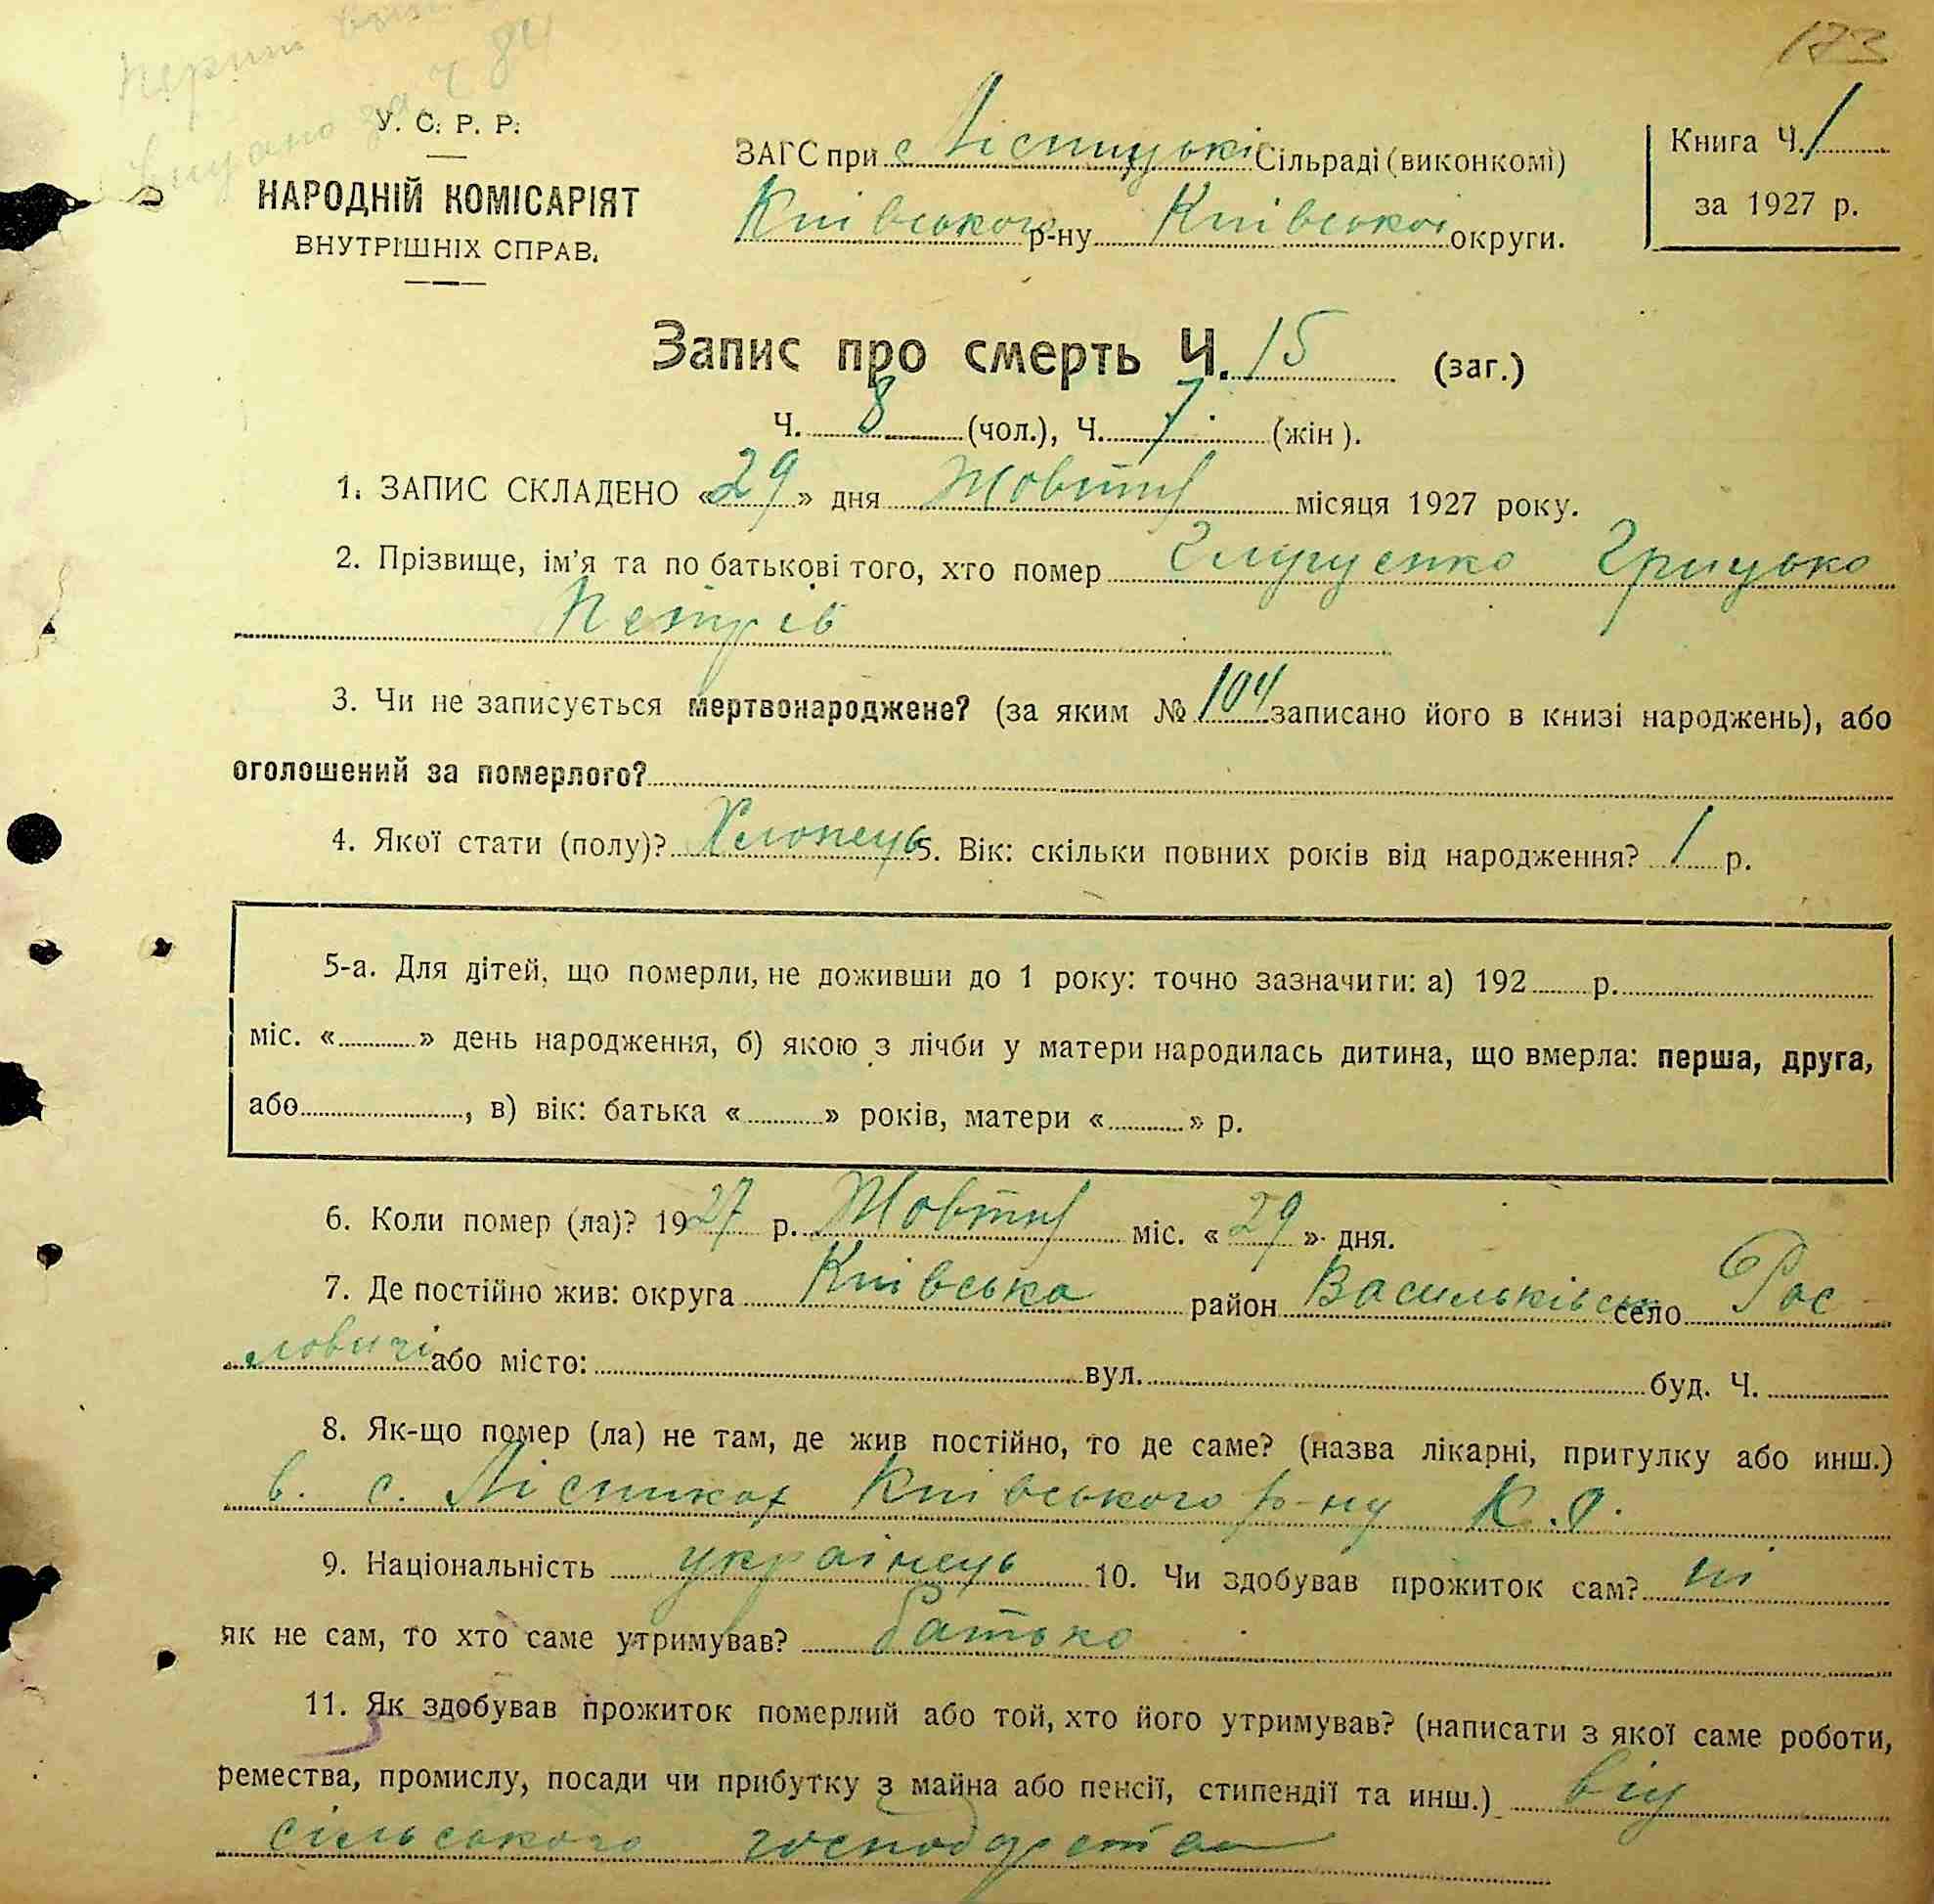 173
Перший
видано за ч 84
У. С. Р. Р.
НАРОДНІЙ КОМІСАРІЯТ
ВНУТРІШНІХ СПРАВ.
ЗАГС при с Лісницькі Сільраді (виконкомі)
Київського р-ну Київської округи.
Книга Ч. 1
за 1927 р.
Запис про смерть Ч. 15 (заг.)
Ч. 8 (чол.), Ч. 7 (жін).
1. ЗАПИС СКЛАДЕНО «29» дня Жовтня місяця 1927 року.
2. Прізвище, ім'я та по батькові того, хто помер Глущенко Грицько
Петрів
3. Чи не записується мертвонароджене? (за яким № 104 записано його в книзі народжень), або
оголошений за померлого?
4. Якої стати (полу)? Хлопець 5. Вік: скільки повних років від народження? 1 р.
5-а. Для дітей, що померли, не доживши до 1 року: точно зазначити: а) 192 р.
міс. « » день народження, б) якою з лічби у матери народилась дитина, що вмерла: перша, друга,
або , в) вік: батька « » років, матери « » р.
6. Коли помер (ла)? 1927 р. Жовтня міс. «29» дня.
7. Де постійно жив: округа Київська район Васильківськ село Рос
ловичі або місто: вул. буд. Ч.
8. Як-що помер (ла) не там, де жив постійно, то де саме? (назва лікарні, притулку або инш.)
в. с. Лісниках Київського р-ну К.О.
9. Національність українець 10. Чи здобував прожиток сам? ні
як не сам, то хто саме утримував? батько
11. Як здобував прожиток померлий або той, хто його утримував? (написати з якої саме роботи,
ремества, промислу, посади чи прибутку з майна або пенсії, стипендії та инш.) від
сільського господарства